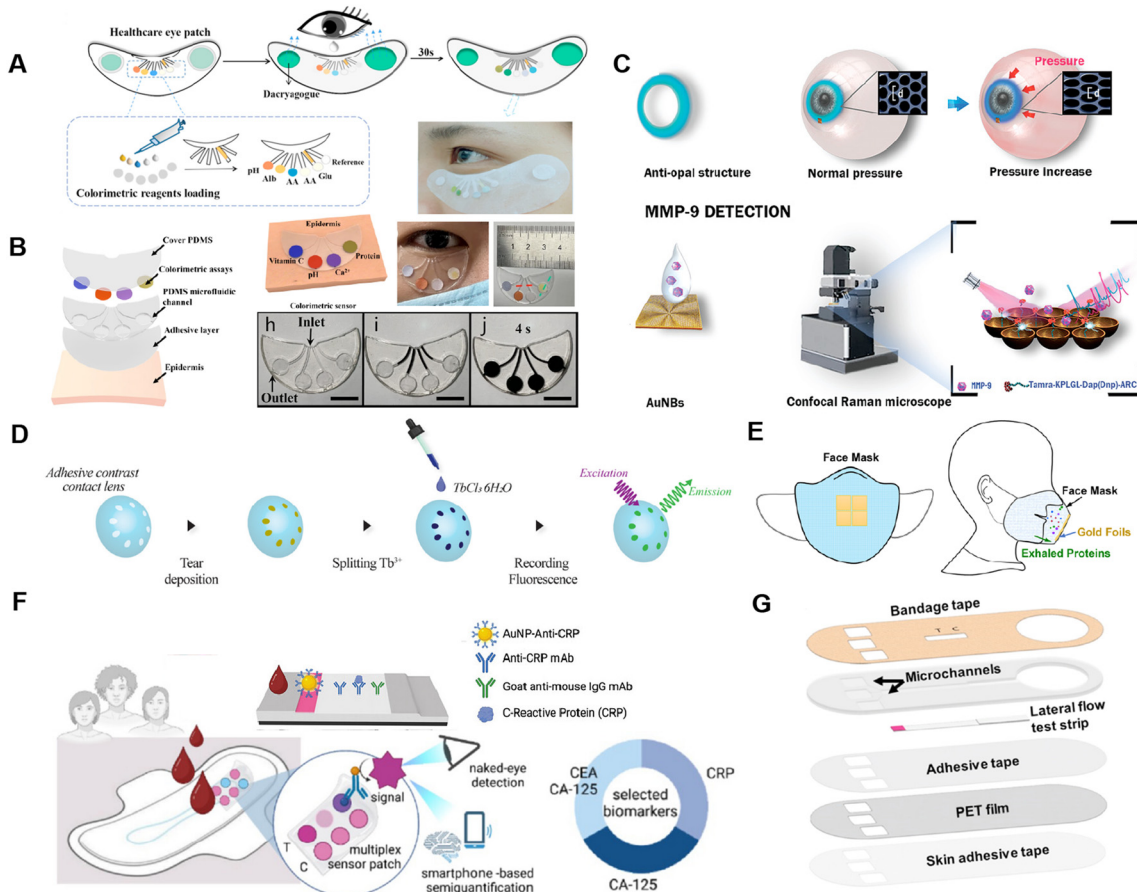 A
Healthcare eye patch
30s
Dacryagogue
Colorimetric reagents loading
pH
Alb
AA
AA
Glu
Reference
B
Cover PDMS
Colorimetric assays
PDMS microfluidic
channel
Adhesive layer
Epidermis
Epidermis
Vitamin C
pH
Ca²⁺
Protein
Colorimetric sensor
1 2 3 4
h
Inlet
Outlet
i
j
4 s
C
Anti-opal structure
d
Normal pressure
Pressure
d
Pressure increase
MMP-9 DETECTION
AuNBs
Confocal Raman microscope
MMP-9
Tamra-KPLGL-Dap(Dnp)-ARC
D
Adhesive contrast
contact lens
Tear
deposition
TbCl₃ 6H₂O
Splitting Tb³⁺
Recording
Fluorescence
Excitation
Emission
E
Face Mask
Face Mask
Gold Foils
Exhaled Proteins
F
AuNP-Anti-CRP
Anti-CRP mAb
Goat anti-mouse IgG mAb
C-Reactive Protein (CRP)
T
C
signal
multiplex
sensor patch
naked-eye
detection
smartphone -based
semiquantification
CEA
CA-125
CRP
selected
biomarkers
CA-125
G
Bandage tape
T C
Microchannels
Lateral flow
test strip
Adhesive tape
PET film
Skin adhesive tape